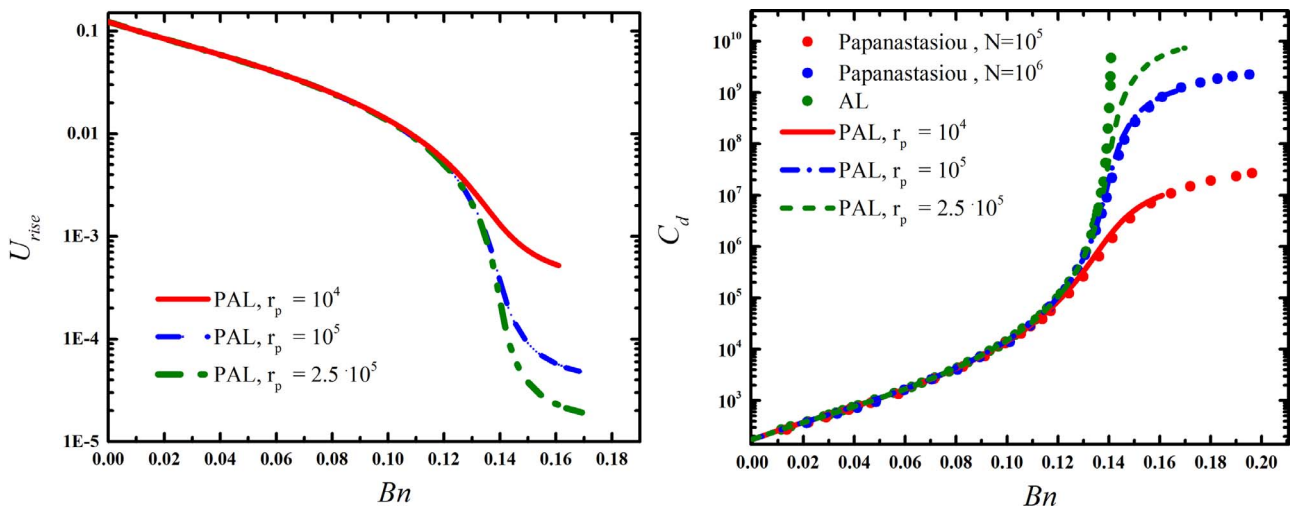 0.1
0.01
1E-3
1E-4
1E-5
U_rise
PAL, r_p = 10^4
PAL, r_p = 10^5
PAL, r_p = 2.5·10^5
0.00 0.02 0.04 0.06 0.08 0.10 0.12 0.14 0.16 0.18
Bn
10^10
10^9
10^8
10^7
10^6
10^5
10^4
10^3
C_d
Papanastasiou , N=10^5
Papanastasiou , N=10^6
AL
PAL, r_p = 10^4
PAL, r_p = 10^5
PAL, r_p = 2.5·10^5
0.00 0.02 0.04 0.06 0.08 0.10 0.12 0.14 0.16 0.18 0.20
Bn